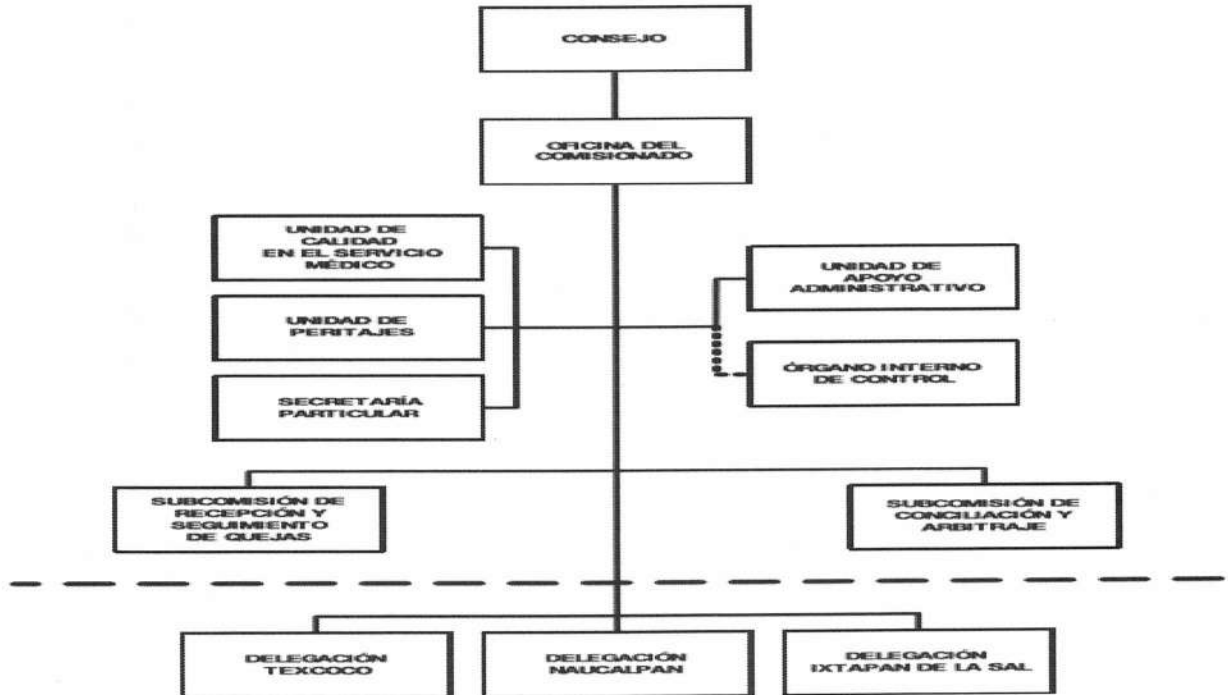 CONSEJO
OFICINA DEL
COMISIONADO
UNIDAD DE
CALIDAD
EN EL SERVICIO
MÉDICO
UNIDAD DE
APOYO
ADMINISTRATIVO
UNIDAD DE
PERITAJES
ÓRGANO INTERNO
DE CONTROL
SECRETARÍA
PARTICULAR
SUBCOMISIÓN DE
RECEPCIÓN Y
SEGUIMIENTO
DE QUEJAS
SUBCOMISIÓN DE
CONCILIACIÓN Y
ARBITRAJE
DELEGACIÓN
TEXCOCO
DELEGACIÓN
NAUCALPAN
DELEGACIÓN
IXTAPAN DE LA SAL